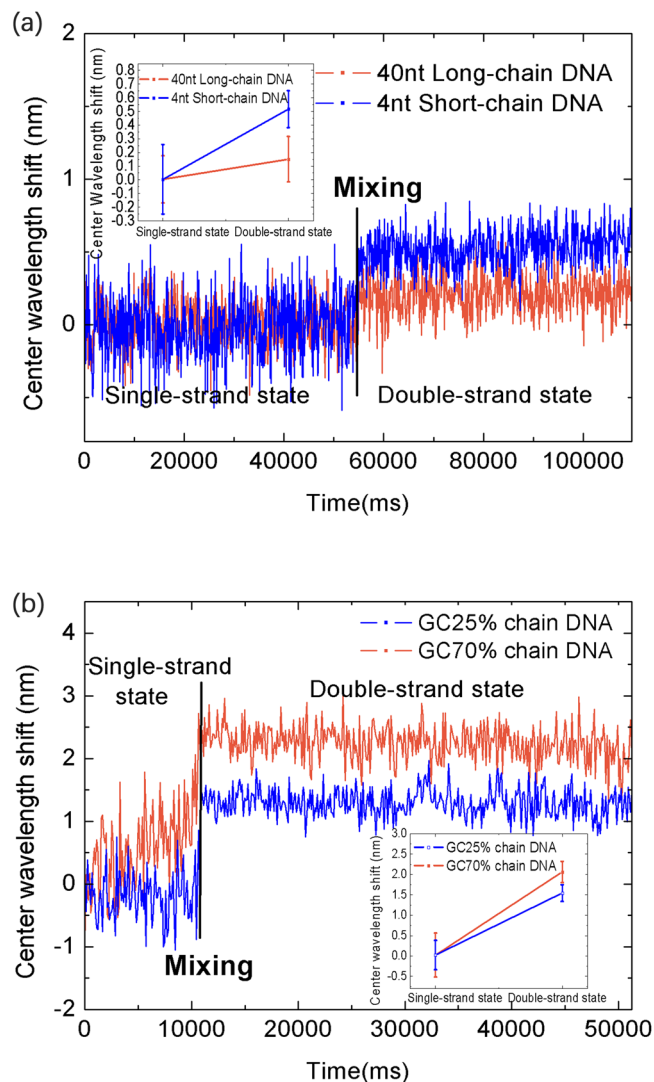 (a)
2
1
0
Center wavelength shift (nm)
40nt Long-chain DNA
4nt Short-chain DNA
Center Wavelength shift (nm)
0.8
0.7
0.6
0.5
0.4
0.3
0.2
0.1
0.0
-0.1
-0.2
-0.3
40nt Long-chain DNA
4nt Short-chain DNA
Single-strand state
Double-strand state
Mixing
Single-strand state
Double-strand state
0
20000
40000
60000
80000
100000
Time(ms)
(b)
4
3
2
1
0
-1
-2
Center wavelength shift (nm)
GC25% chain DNA
GC70% chain DNA
Single-strand
state
Double-strand state
Mixing
Center wavelength shift (nm)
3.0
2.5
2.0
1.5
1.0
0.5
0.0
-0.5
GC25% chain DNA
GC70% chain DNA
Single-strand state
Double-strand state
0
10000
20000
30000
40000
50000
Time(ms)